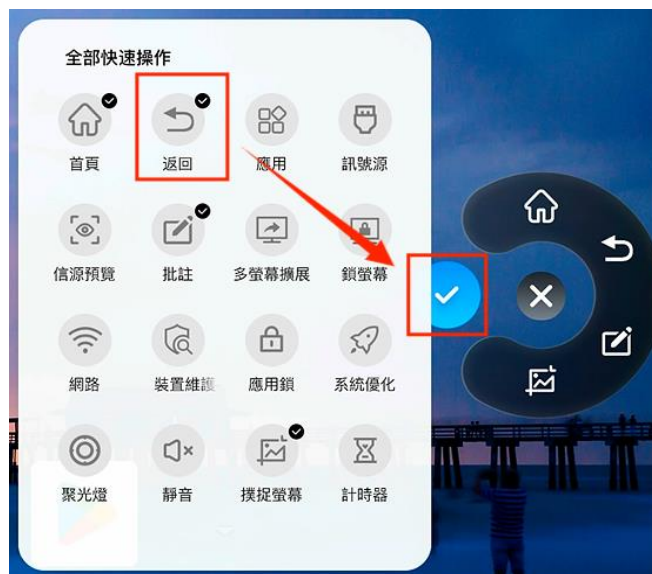 全部快速操作
首頁 返回 應用 訊號源
信源預覽 批註 多螢幕擴展 鎖螢幕
網路 裝置維護 應用鎖 系統優化
聚光燈 靜音 撲捉螢幕 計時器